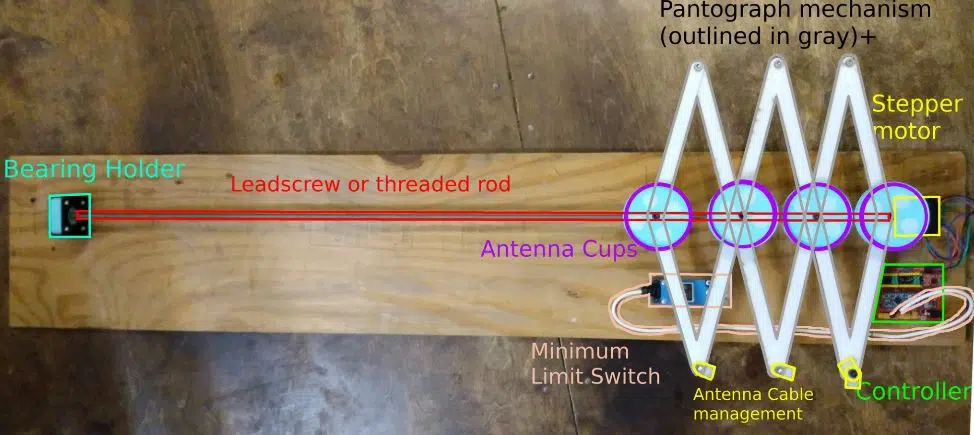 Pantograph mechanism
(outlined in gray)+
Stepper
motor
Bearing Holder
Leadscrew or threaded rod
Antenna Cups
Minimum
Limit Switch
Antenna Cable
management
Controller